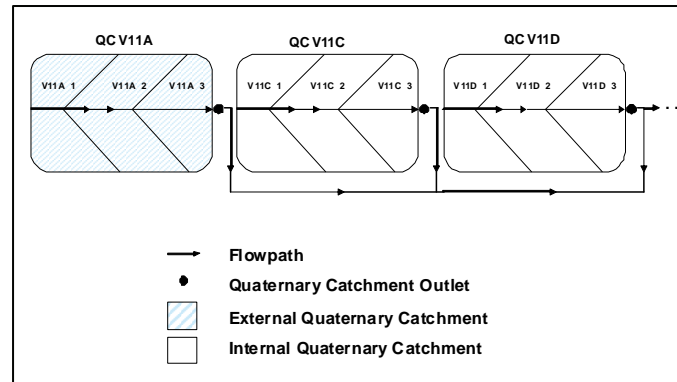 QC V11A QC V11C QC V11D
V11A 1 V11A 2 V11A 3 V11C 1 V11C 2 V11C 3 V11D 1 V11D 2 V11D 3
Flowpath
Quaternary Catchment Outlet
External Quaternary Catchment
Internal Quaternary Catchment